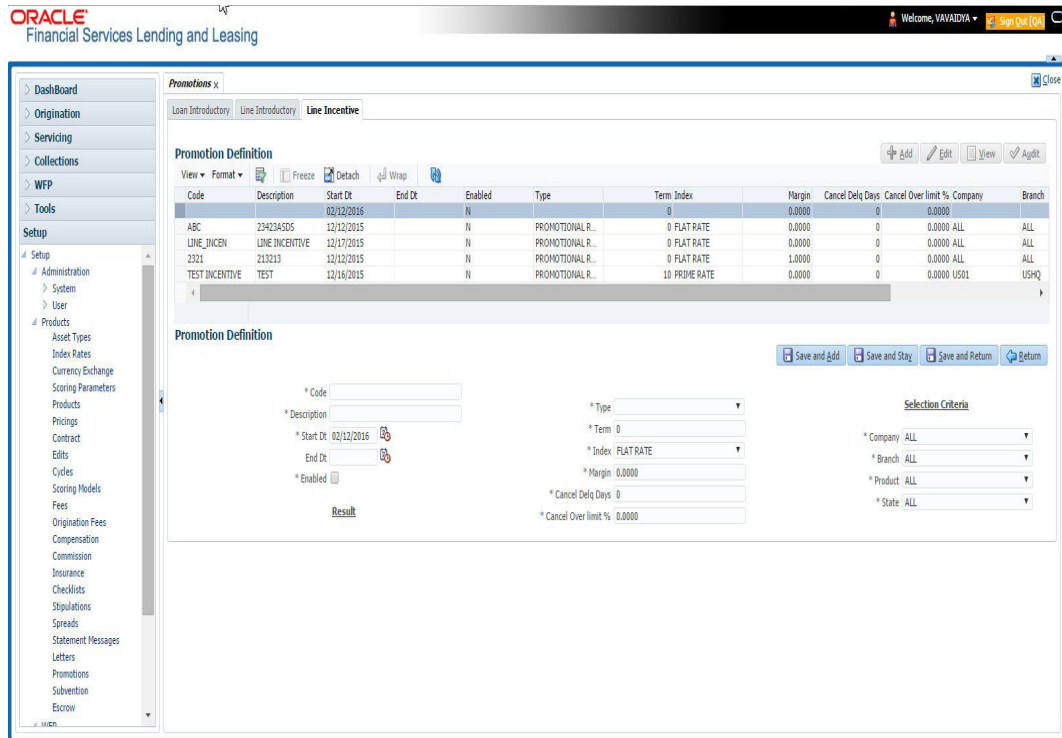 ORACLE'
Financial Services Lending and Leasing
Welcome, VAVAIDYA
Sign Out [QA]
DashBoard
Origination
Servicing
Collections
WFP
Tools
Setup
Setup
Administration
System
User
Products
Asset Types
Index Rates
Currency Exchange
Scoring Parameters
Products
Pricings
Contract
Edits
Cycles
Scoring Models
Fees
Origination Fees
Compensation
Commission
Insurance
Checklists
Stipulations
Spreads
Statement Messages
Letters
Promotions
Subvention
Escrow
WFP
Promotions x
Close
Loan Introductory Line Introductory Line Incentive
Promotion Definition
Add Edit View Audit
View Format Freeze Detach Wrap
Code Description Start Dt End Dt Enabled Type Term Index Margin Cancel Delq Days Cancel Over limit % Company Branch
02/12/2016 N 0 0.0000 0 0.0000
ABC 23423ASDS 12/12/2015 N PROMOTIONAL R... 0 FLAT RATE 0.0000 0 0.0000 ALL ALL
LINE_INCEN LINE INCENTIVE 12/17/2015 N PROMOTIONAL R... 0 FLAT RATE 0.0000 0 0.0000 ALL ALL
2321 213213 12/12/2015 N PROMOTIONAL R... 0 FLAT RATE 1.0000 0 0.0000 ALL ALL
TEST INCENTIVE TEST 12/16/2015 N PROMOTIONAL R... 10 PRIME RATE 0.0000 0 0.0000 US01 USHQ
Promotion Definition
Save and Add Save and Stay Save and Return Return
* Code
* Description
* Start Dt 02/12/2016
End Dt
* Enabled
Result
* Type
* Term 0
* Index FLAT RATE
* Margin 0.0000
* Cancel Delq Days 0
* Cancel Over limit % 0.0000
Selection Criteria
* Company ALL
* Branch ALL
* Product ALL
* State ALL